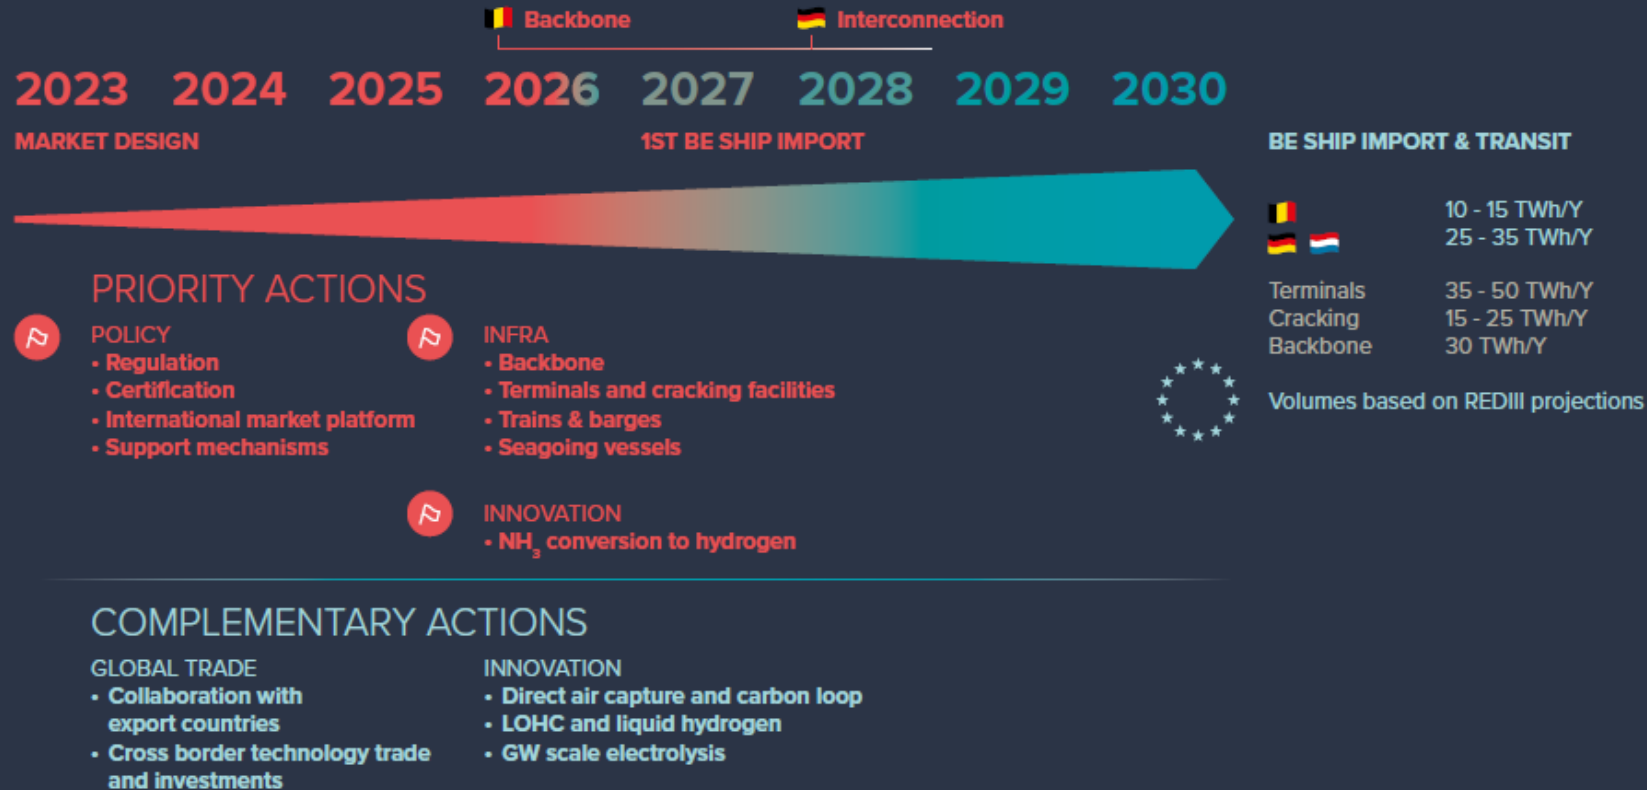 Backbone Interconnection
2023 2024 2025 2026 2027 2028 2029 2030
MARKET DESIGN 1ST BE SHIP IMPORT
BE SHIP IMPORT & TRANSIT
10 - 15 TWh/Y
25 - 35 TWh/Y
Terminals 35 - 50 TWh/Y
Cracking 15 - 25 TWh/Y
Backbone 30 TWh/Y
Volumes based on REDIII projections
PRIORITY ACTIONS
POLICY
• Regulation
• Certification
• International market platform
• Support mechanisms
INFRA
• Backbone
• Terminals and cracking facilities
• Trains & barges
• Seagoing vessels
INNOVATION
• NH₃ conversion to hydrogen
COMPLEMENTARY ACTIONS
GLOBAL TRADE
• Collaboration with
export countries
• Cross border technology trade
and investments
INNOVATION
• Direct air capture and carbon loop
• LOHC and liquid hydrogen
• GW scale electrolysis